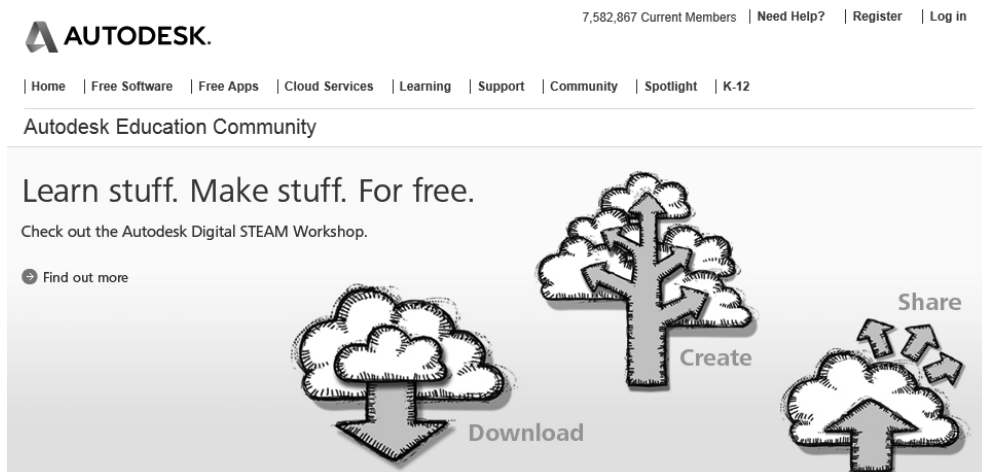 7,582,867 Current Members | Need Help? | Register | Log in
AUTODESK.
| Home | Free Software | Free Apps | Cloud Services | Learning | Support | Community | Spotlight | K-12
Autodesk Education Community
Learn stuff. Make stuff. For free.
Check out the Autodesk Digital STEAM Workshop.
Find out more
Share
Create
Download